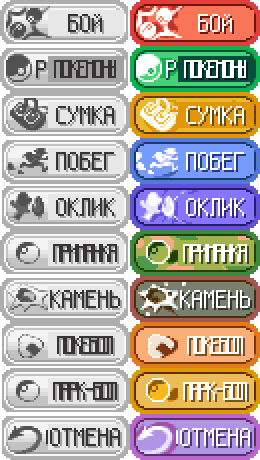 БОЙ БОЙ
P ПОКЕМОНЫ P ПОКЕМОНЫ
СУМКА СУМКА
ПОБЕГ ПОБЕГ
ОКЛИК ОКЛИК
ПРИМАНКА ПРИМАНКА
КАМЕНЬ КАМЕНЬ
ПОКЕБОЛ ПОКЕБОЛ
ПАРК-БОЛ ПАРК-БОЛ
ОТМЕНА ОТМЕНА